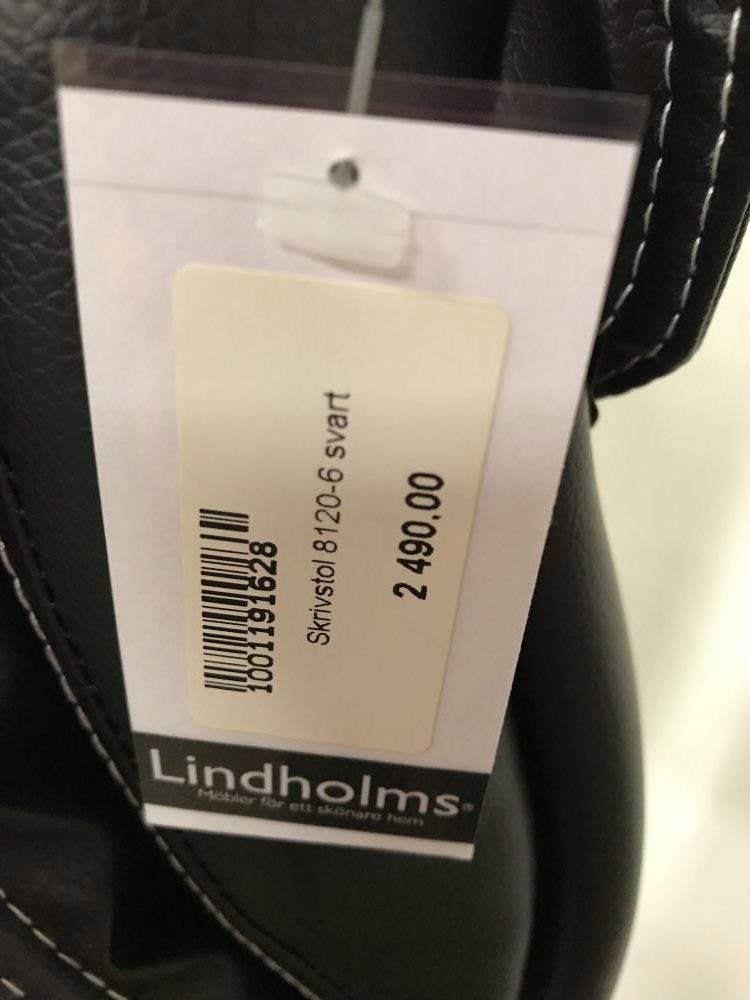 Skrivstol 8120-6 svart
2 490,00
1001191628
Lindholms®
Möbler för ett skönare hem